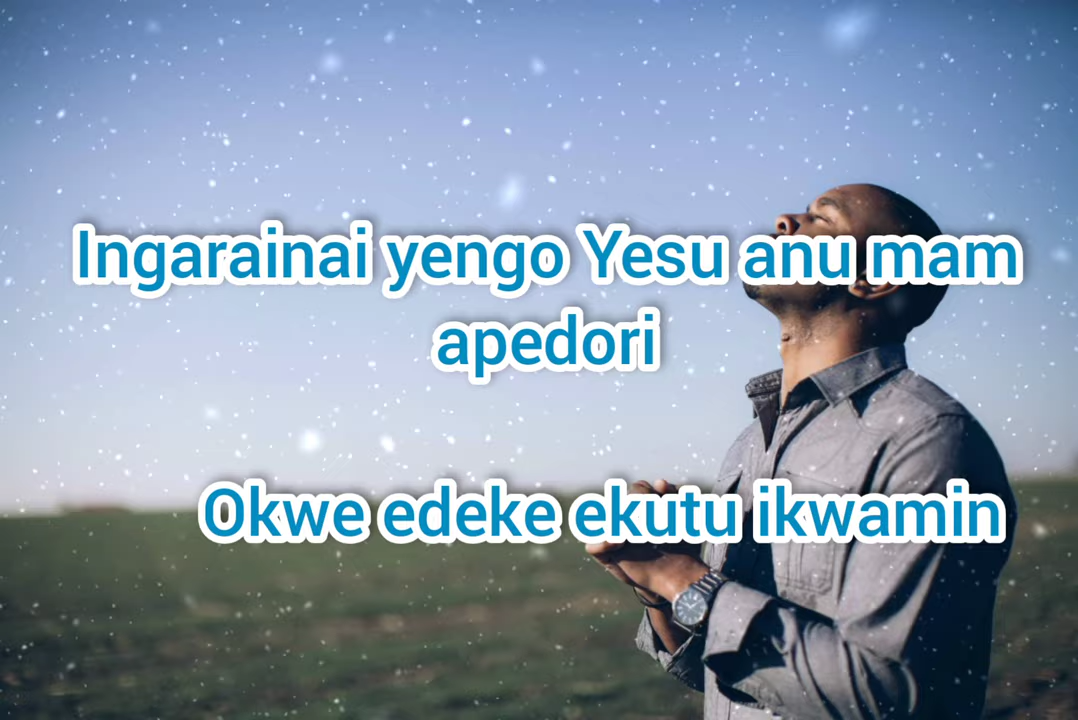 Ingarainai yengo Yesu anu mam
apedori
Okwe edeke ekutu ikwamin